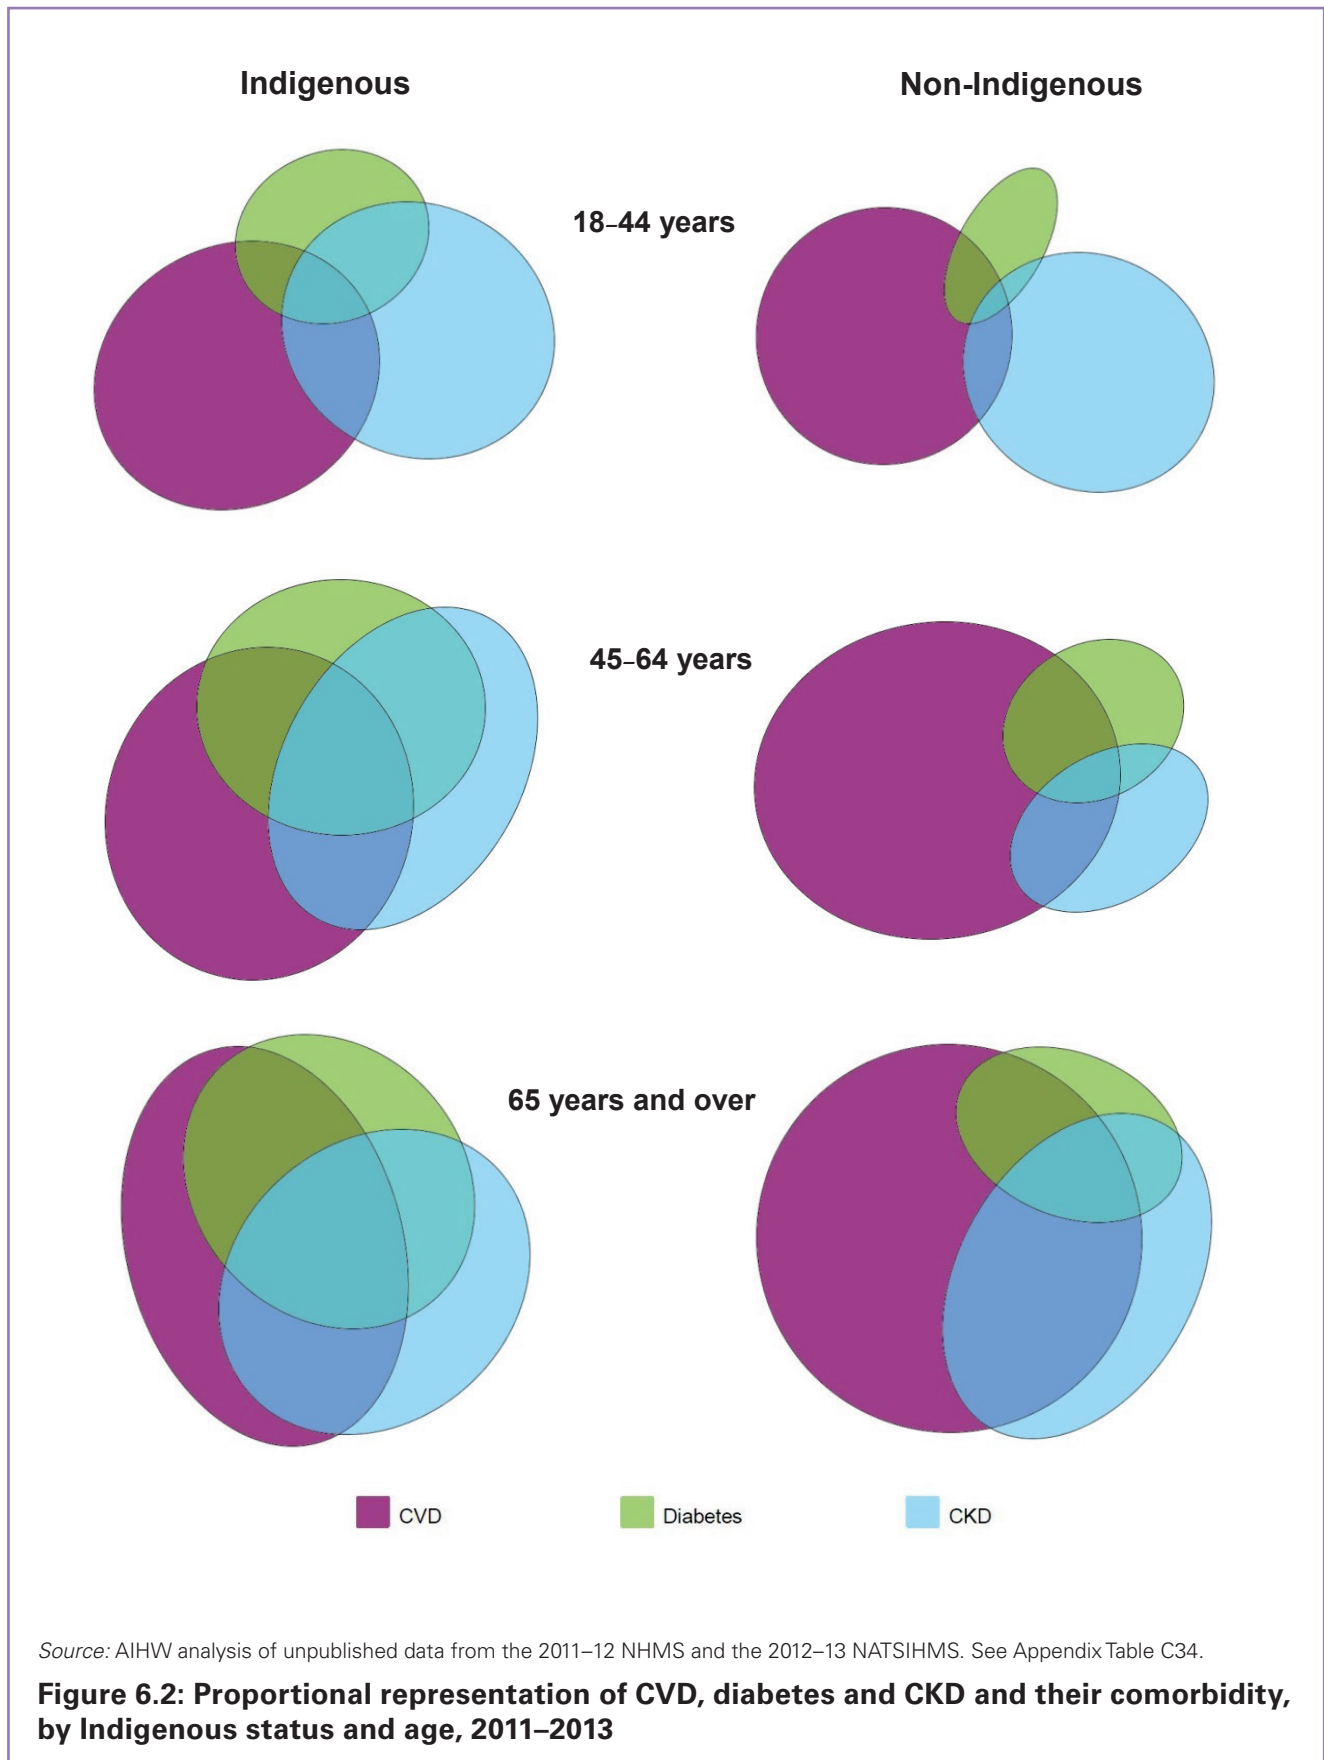 Indigenous
Non-Indigenous
18–44 years
45–64 years
65 years and over
CVD
Diabetes
CKD
Source: AIHW analysis of unpublished data from the 2011–12 NHMS and the 2012–13 NATSIHMS. See Appendix Table C34.
Figure 6.2: Proportional representation of CVD, diabetes and CKD and their comorbidity,
by Indigenous status and age, 2011–2013